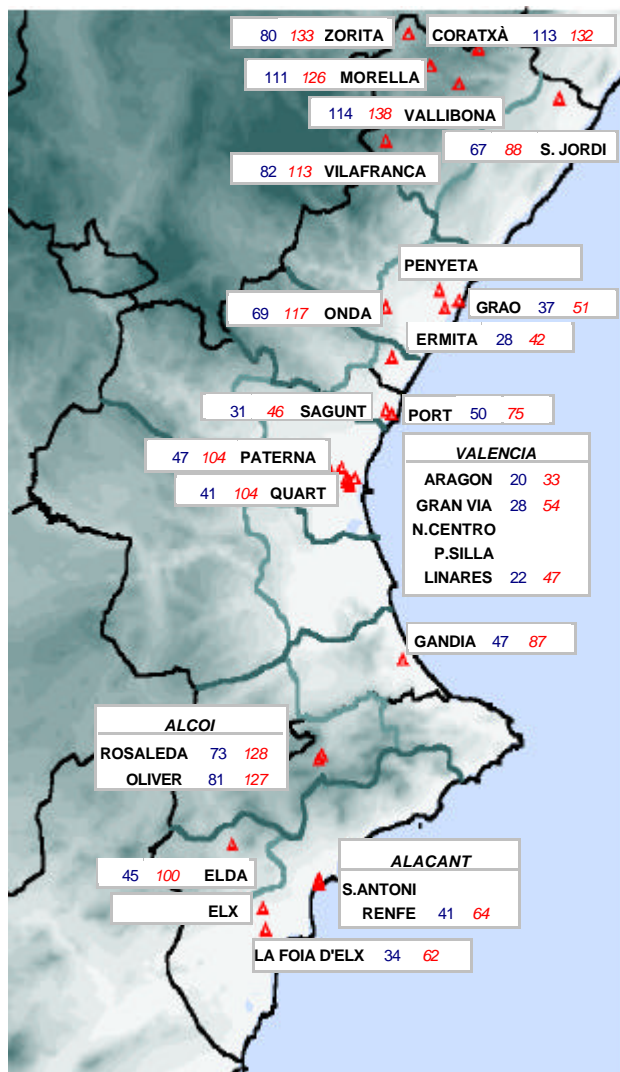 80 133 ZORITA
CORATXÀ 113 132
111 126 MORELLA
114 138 VALLIBONA
67 88 S. JORDI
82 113 VILAFRANCA
PENYETA
69 117 ONDA
GRAO 37 51
ERMITA 28 42
31 46 SAGUNT
PORT 50 75
47 104 PATERNA
41 104 QUART
VALENCIA
ARAGON 20 33
GRAN VIA 28 54
N.CENTRO
P.SILLA
LINARES 22 47
GANDIA 47 87
ALCOI
ROSALEDA 73 128
OLIVER 81 127
45 100 ELDA
ELX
ALACANT
S.ANTONI
RENFE 41 64
LA FOIA D'ELX 34 62